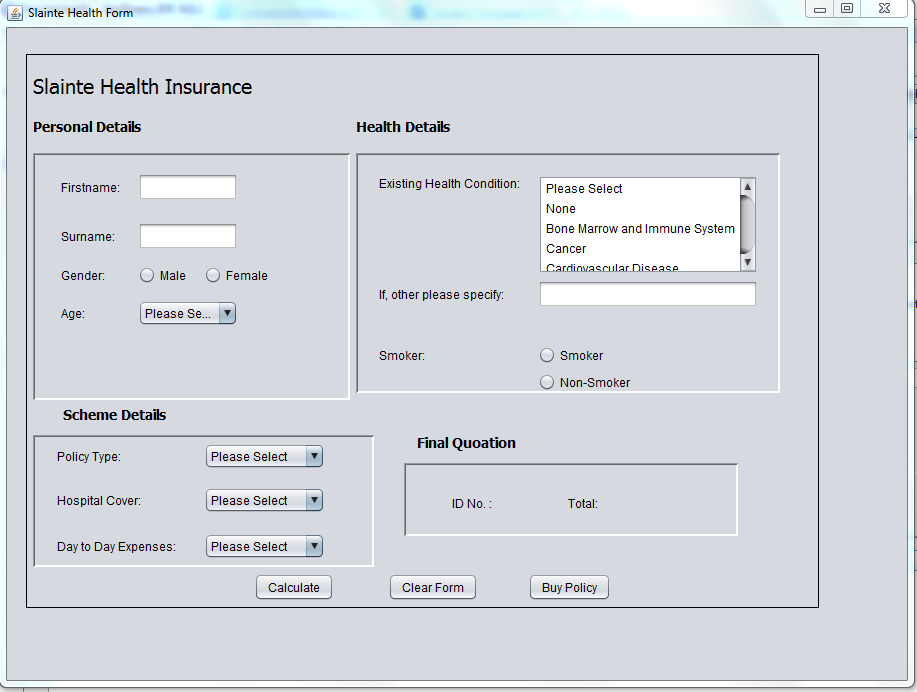 Slainte Health Form
Slainte Health Insurance
Personal Details
Firstname:
Surname:
Gender: Male Female
Age: Please Se...
Health Details
Existing Health Condition:
Please Select
None
Bone Marrow and Immune System
Cancer
Cardiovascular Disease
If, other please specify:
Smoker: Smoker
Non-Smoker
Scheme Details
Policy Type: Please Select
Hospital Cover: Please Select
Day to Day Expenses: Please Select
Final Quoation
ID No. : Total:
Calculate Clear Form Buy Policy